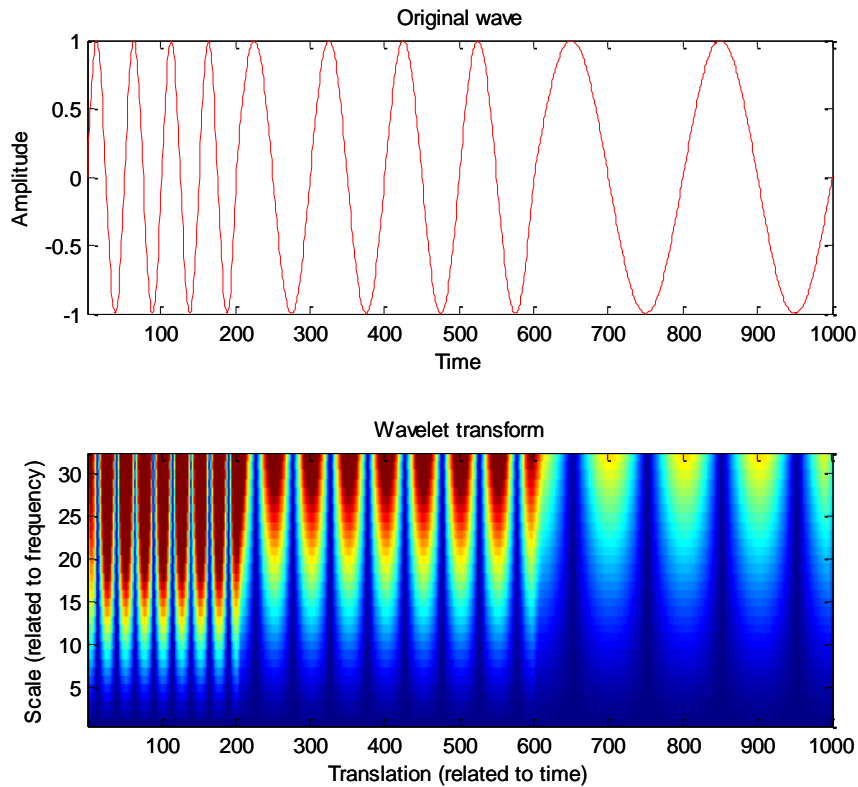 Original wave
1
0.5
0
-0.5
-1
Amplitude
100 200 300 400 500 600 700 800 900 1000
Time
Wavelet transform
30
25
20
15
10
5
Scale (related to frequency)
100 200 300 400 500 600 700 800 900 1000
Translation (related to time)